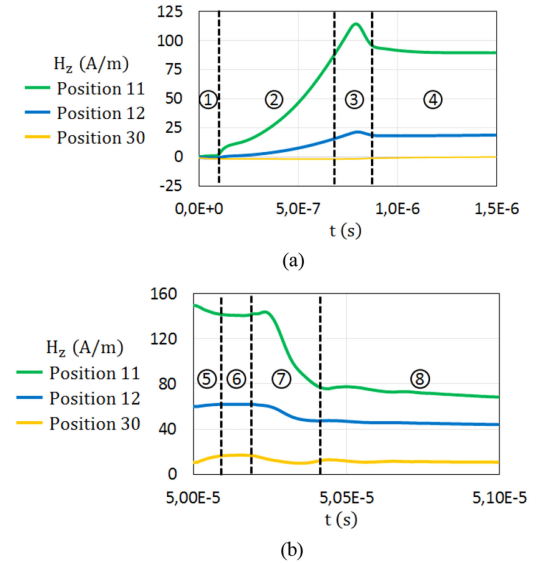 125
H_z (A/m)
Position 11
Position 12
Position 30
100
75
50
25
0
-25
① ② ③ ④
0,0E+0 5,0E-7 1,0E-6 1,5E-6
t (s)
(a)
160
H_z (A/m)
Position 11
Position 12
Position 30
120
80
40
0
⑤ ⑥ ⑦ ⑧
5,00E-5 5,05E-5 5,10E-5
t (s)
(b)